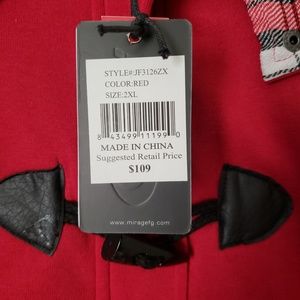 STYLE#:JF3126ZX
COLOR:RED
SIZE:2XL
8 43499 11199 0
MADE IN CHINA
Suggested Retail Price
$109
www.miragefg.com